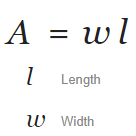 A = w l
l Length
w Width